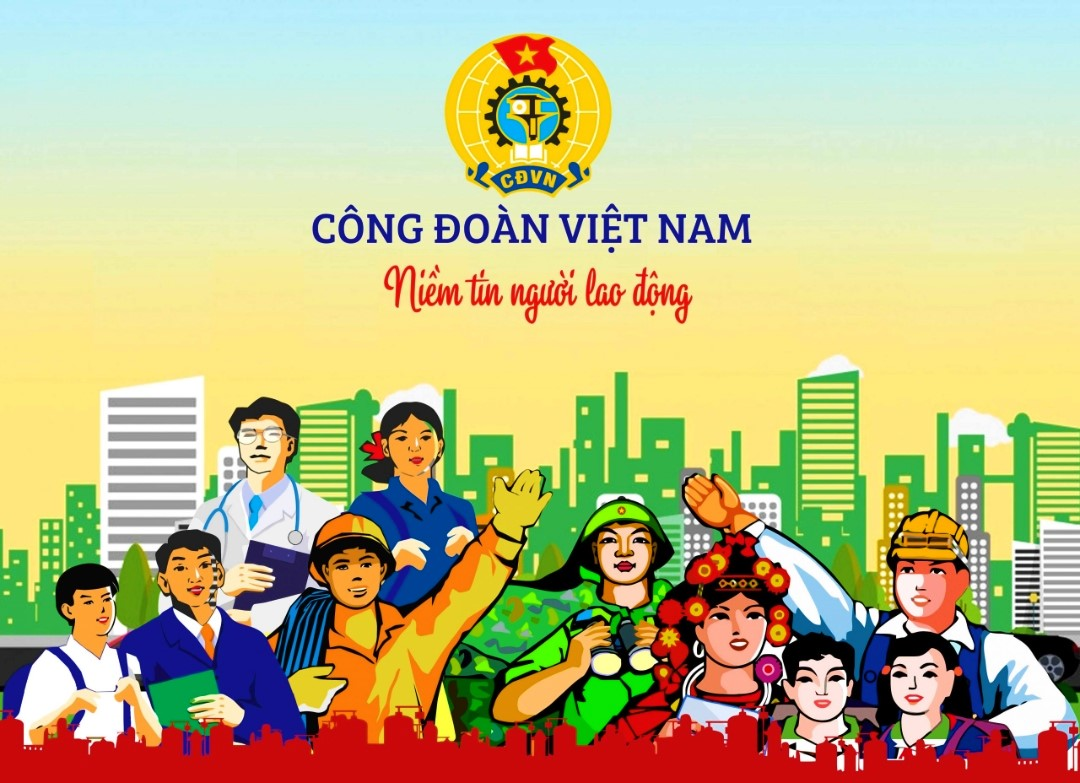 CĐVN
CÔNG ĐOÀN VIỆT NAM
Niềm tin người lao động